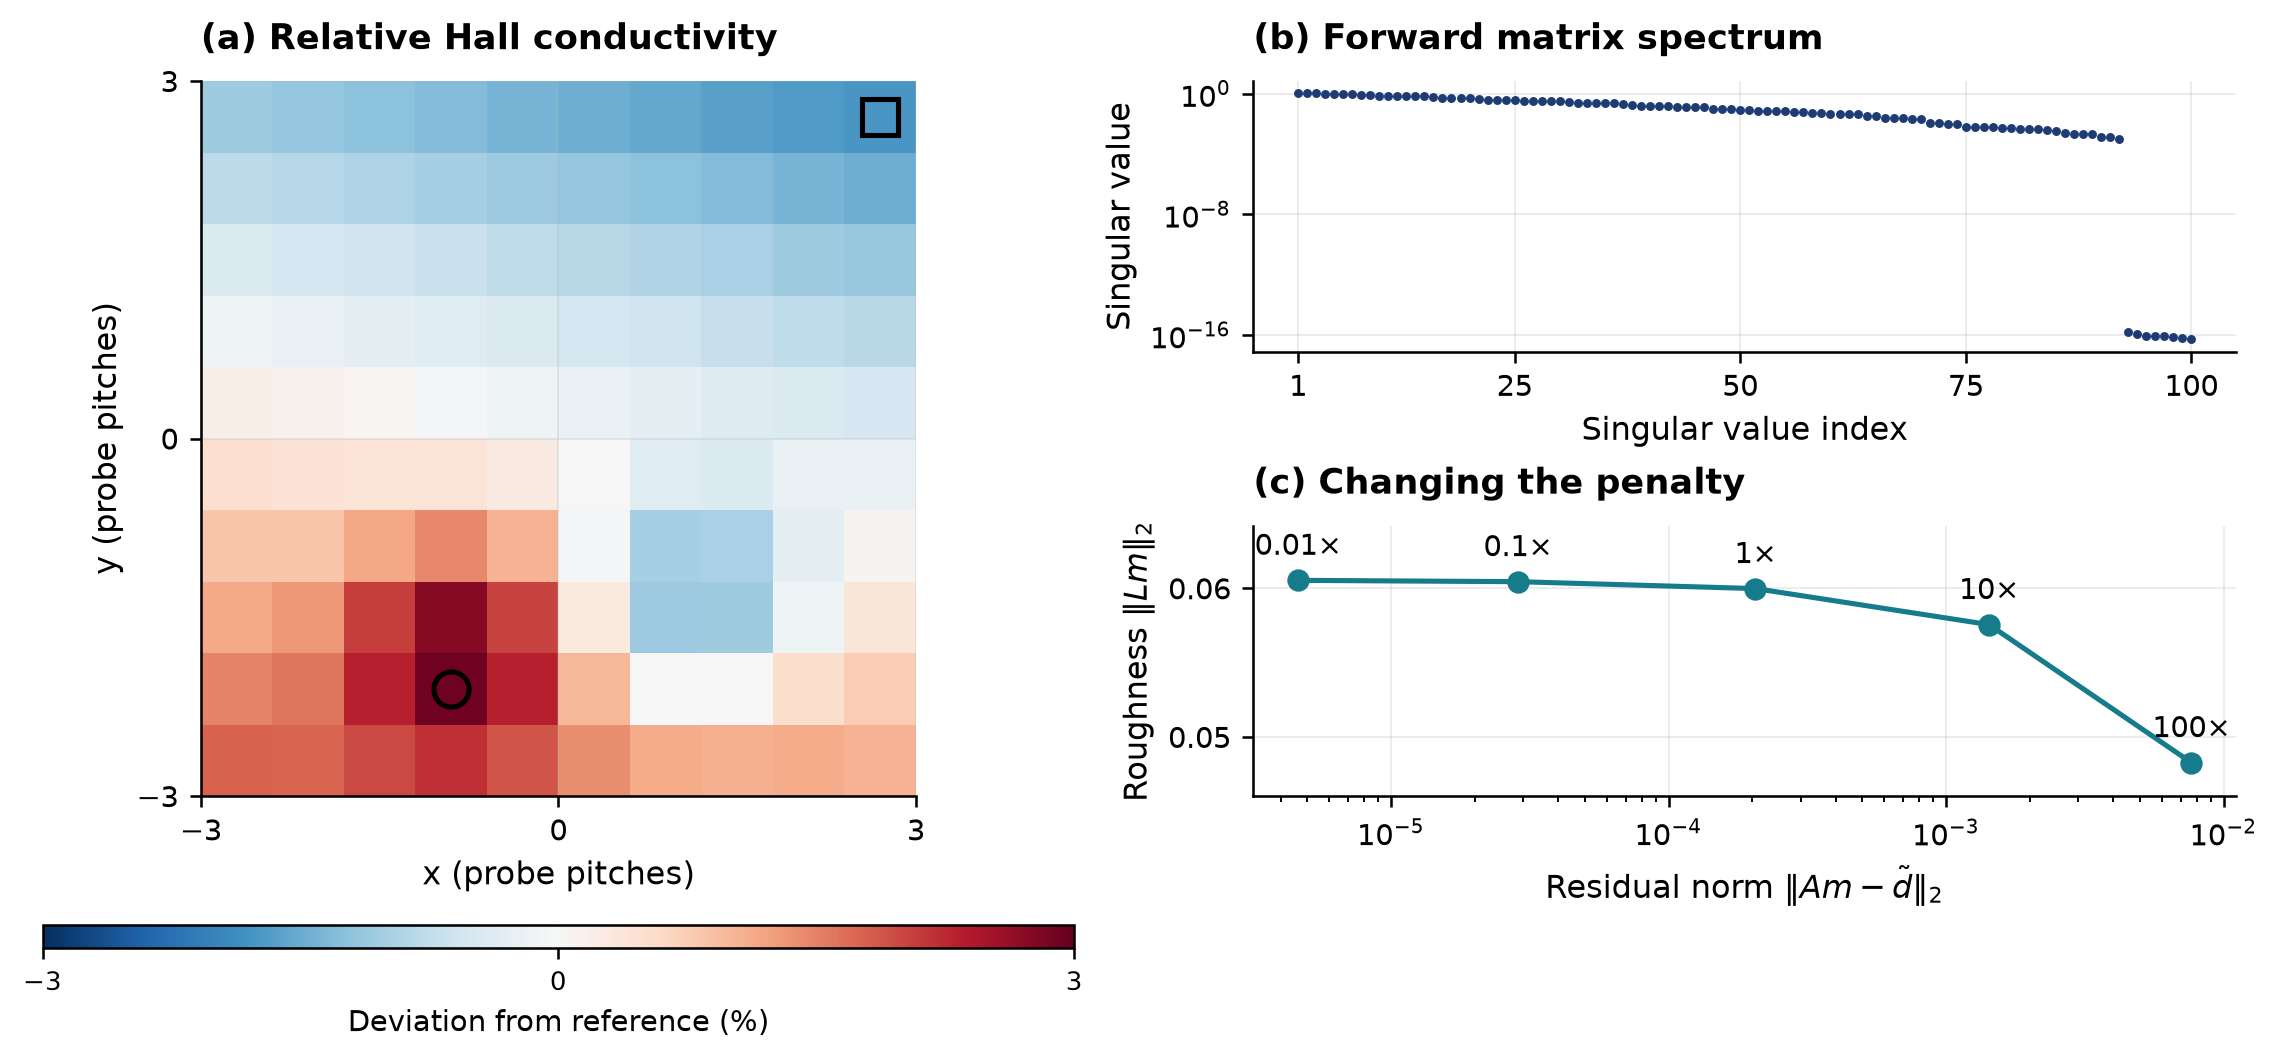 (a) Relative Hall conductivity
3
0
−3
y (probe pitches)
−3 0 3
x (probe pitches)
−3 0 3
Deviation from reference (%)
(b) Forward matrix spectrum
Singular value
10⁰
10⁻⁸
10⁻¹⁶
1 25 50 75 100
Singular value index
(c) Changing the penalty
Roughness ‖Lm‖₂
0.06
0.05
0.01× 0.1× 1× 10× 100×
10⁻⁵ 10⁻⁴ 10⁻³ 10⁻²
Residual norm ‖Am − d̃‖₂